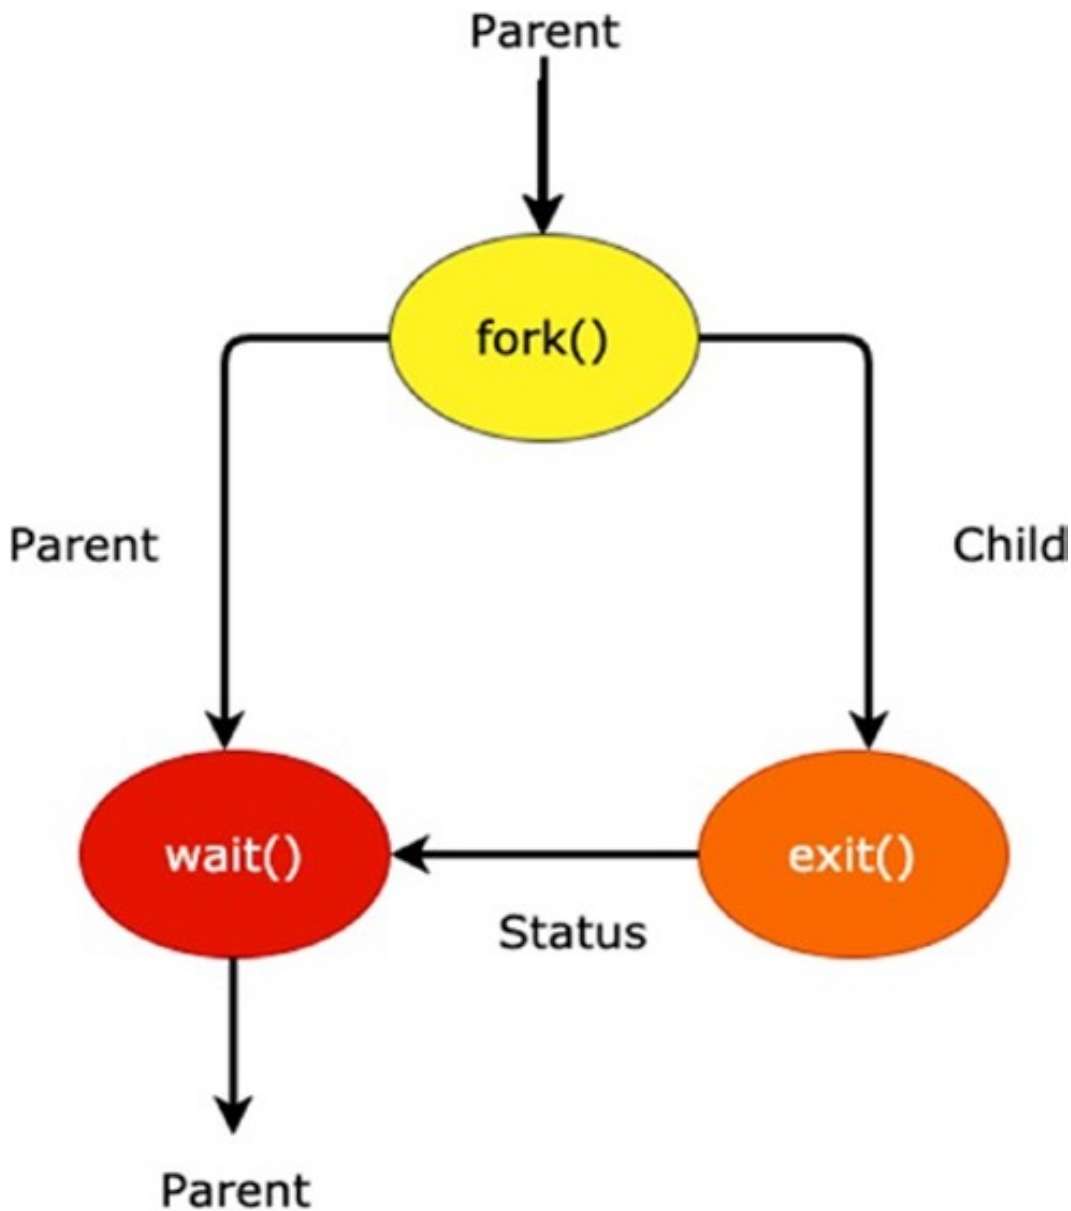 Parent
fork()
Parent
Child
wait()
exit()
Status
Parent